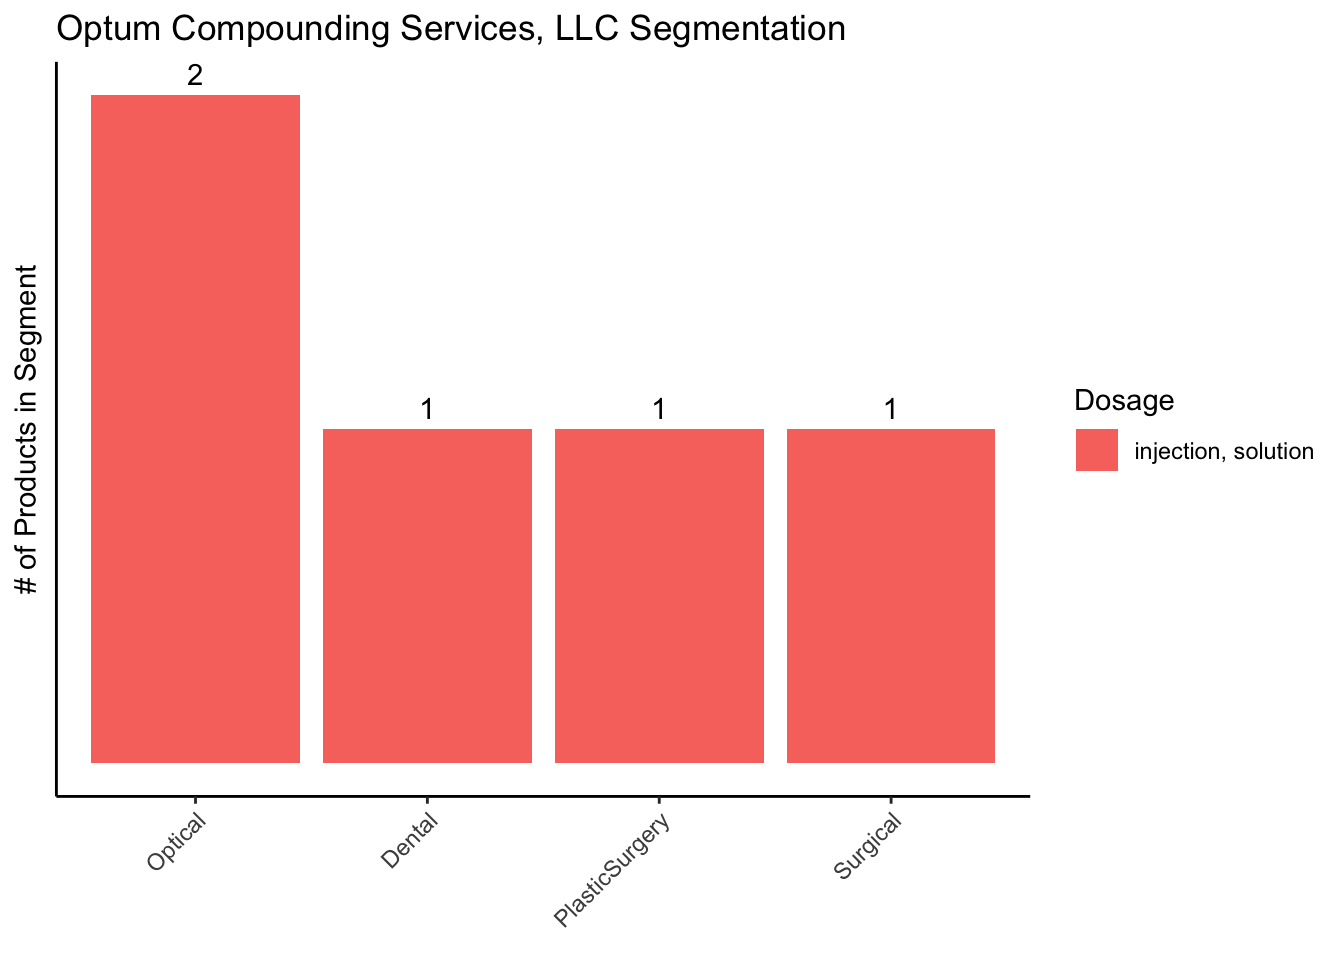 Optum Compounding Services, LLC Segmentation
2
1
1
1
# of Products in Segment
Dosage
injection, solution
Optical
Dental
PlasticSurgery
Surgical